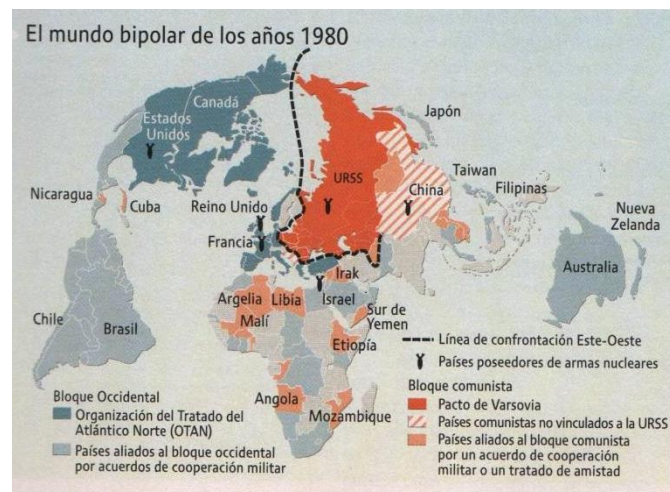 El mundo bipolar de los años 1980
Canadá
Estados
Unidos
Japón
URSS
Taiwan
China
Filipinas
Nicaragua
Cuba
Reino Unido
Francia
Nueva
Zelanda
Irak
Israel
Australia
Argelia
Libia
Malí
Sur de
Yemen
Etiopía
Chile
Brasil
Angola
Mozambique
Línea de confrontación Este-Oeste
Países poseedores de armas nucleares
Bloque Occidental
Organización del Tratado del
Atlántico Norte (OTAN)
Países aliados al bloque occidental
por acuerdos de cooperación militar
Bloque comunista
Pacto de Varsovia
Países comunistas no vinculados a la URSS
Países aliados al bloque comunista
por un acuerdo de cooperación
militar o un tratado de amistad